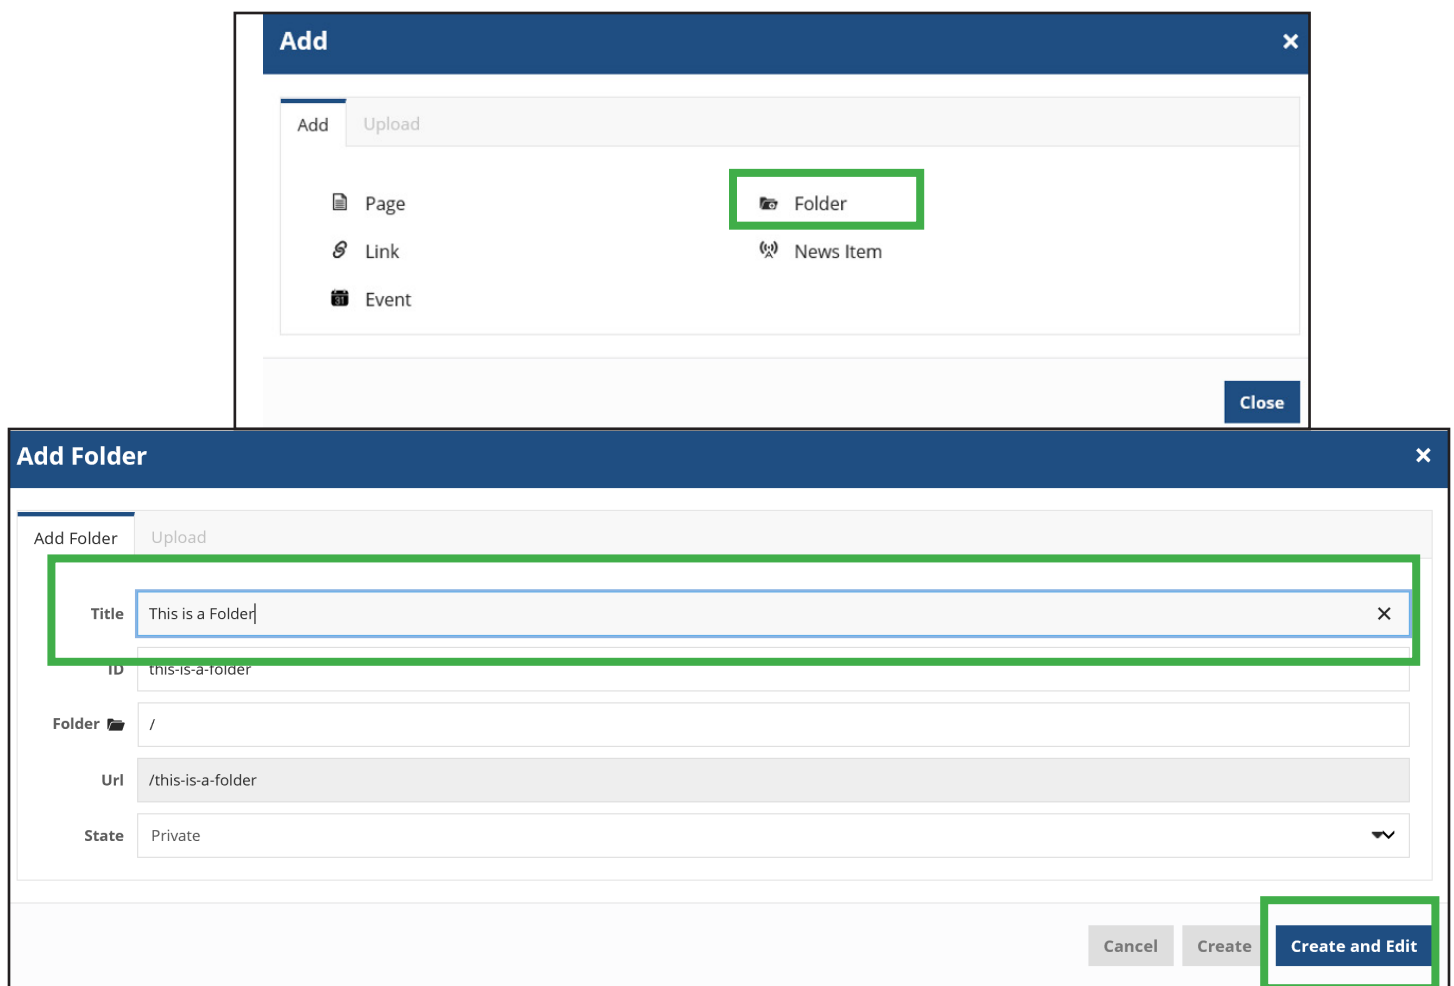 Add
Add Upload
Page Folder
Link News Item
31 Event
Close
Add Folder
Add Folder Upload
Title This is a Folder
ID this-is-a-folder
Folder /
Url /this-is-a-folder
State Private
Cancel Create Create and Edit